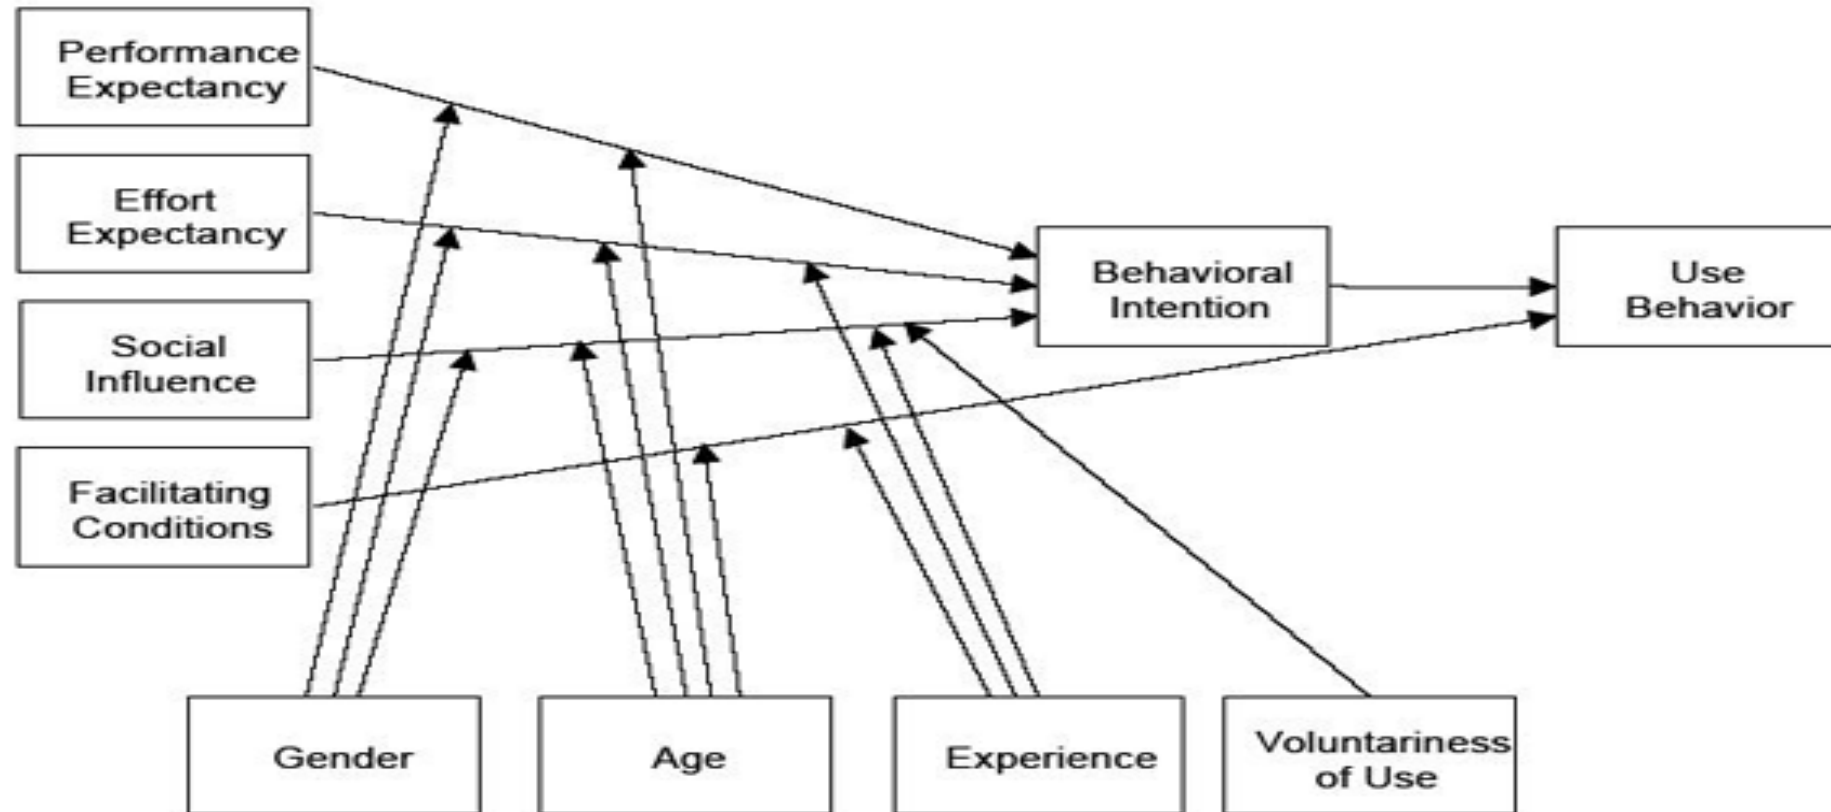 Performance
Expectancy
Effort
Expectancy
Social
Influence
Facilitating
Conditions
Behavioral
Intention
Use
Behavior
Gender
Age
Experience
Voluntariness
of Use